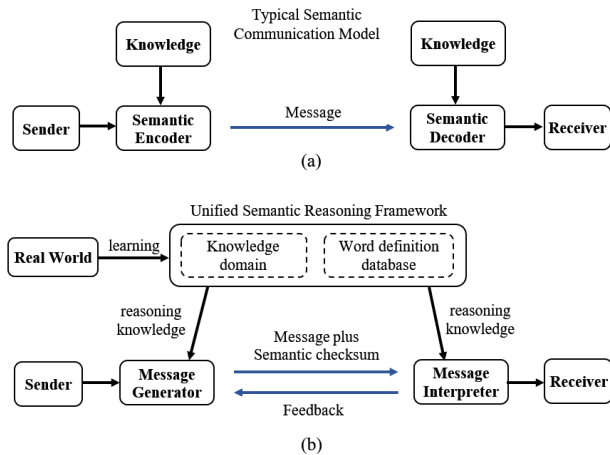 Typical Semantic
Communication Model
Knowledge
Knowledge
Sender
Semantic
Encoder
Message
Semantic
Decoder
Receiver
(a)
Unified Semantic Reasoning Framework
Real World
learning
Knowledge
domain
Word definition
database
reasoning
knowledge
reasoning
knowledge
Sender
Message
Generator
Message plus
Semantic checksum
Feedback
Message
Interpreter
Receiver
(b)